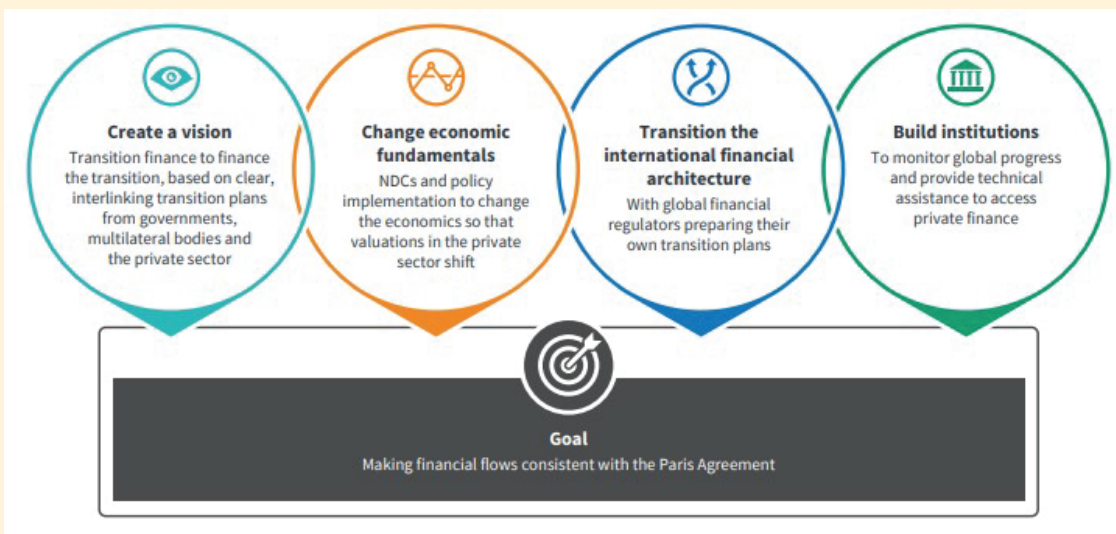 Create a vision
Transition finance to finance
the transition, based on clear,
interlinking transition plans
from governments,
multilateral bodies and
the private sector
Change economic
fundamentals
NDCs and policy
implementation to change
the economics so that
valuations in the private
sector shift
Transition the
international financial
architecture
With global financial
regulators preparing their
own transition plans
Build institutions
To monitor global progress
and provide technical
assistance to access
private finance
Goal
Making financial flows consistent with the Paris Agreement